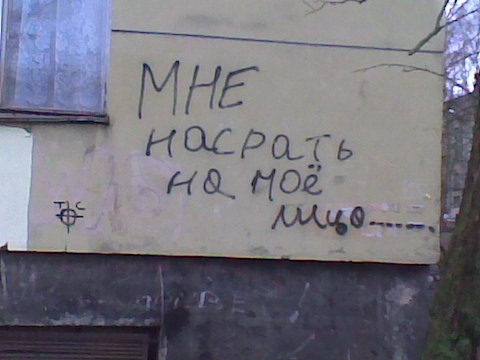 МНЕ
насрать
на моё
лицо.......
т с